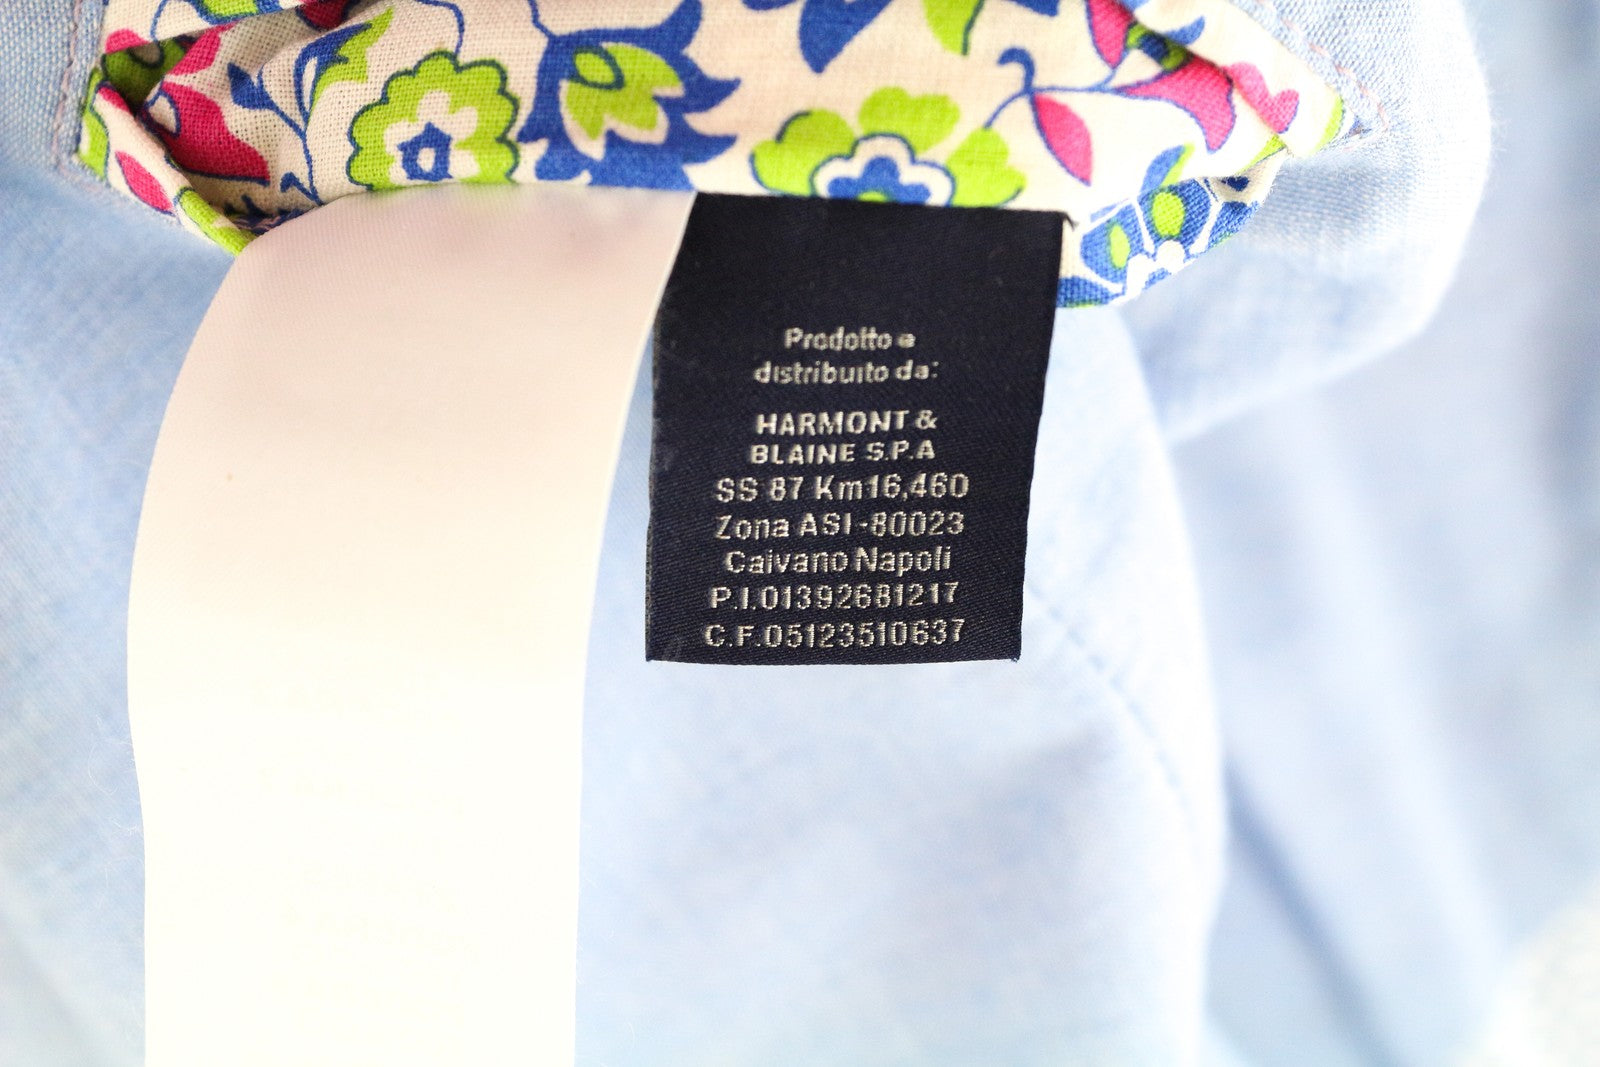 Prodotto e
distribuito da:
HARMONT &
BLAINE S.P.A
SS 87 Km16,460
Zona ASI-80023
Caivano Napoli
P.I.01392681217
C.F.05123510637